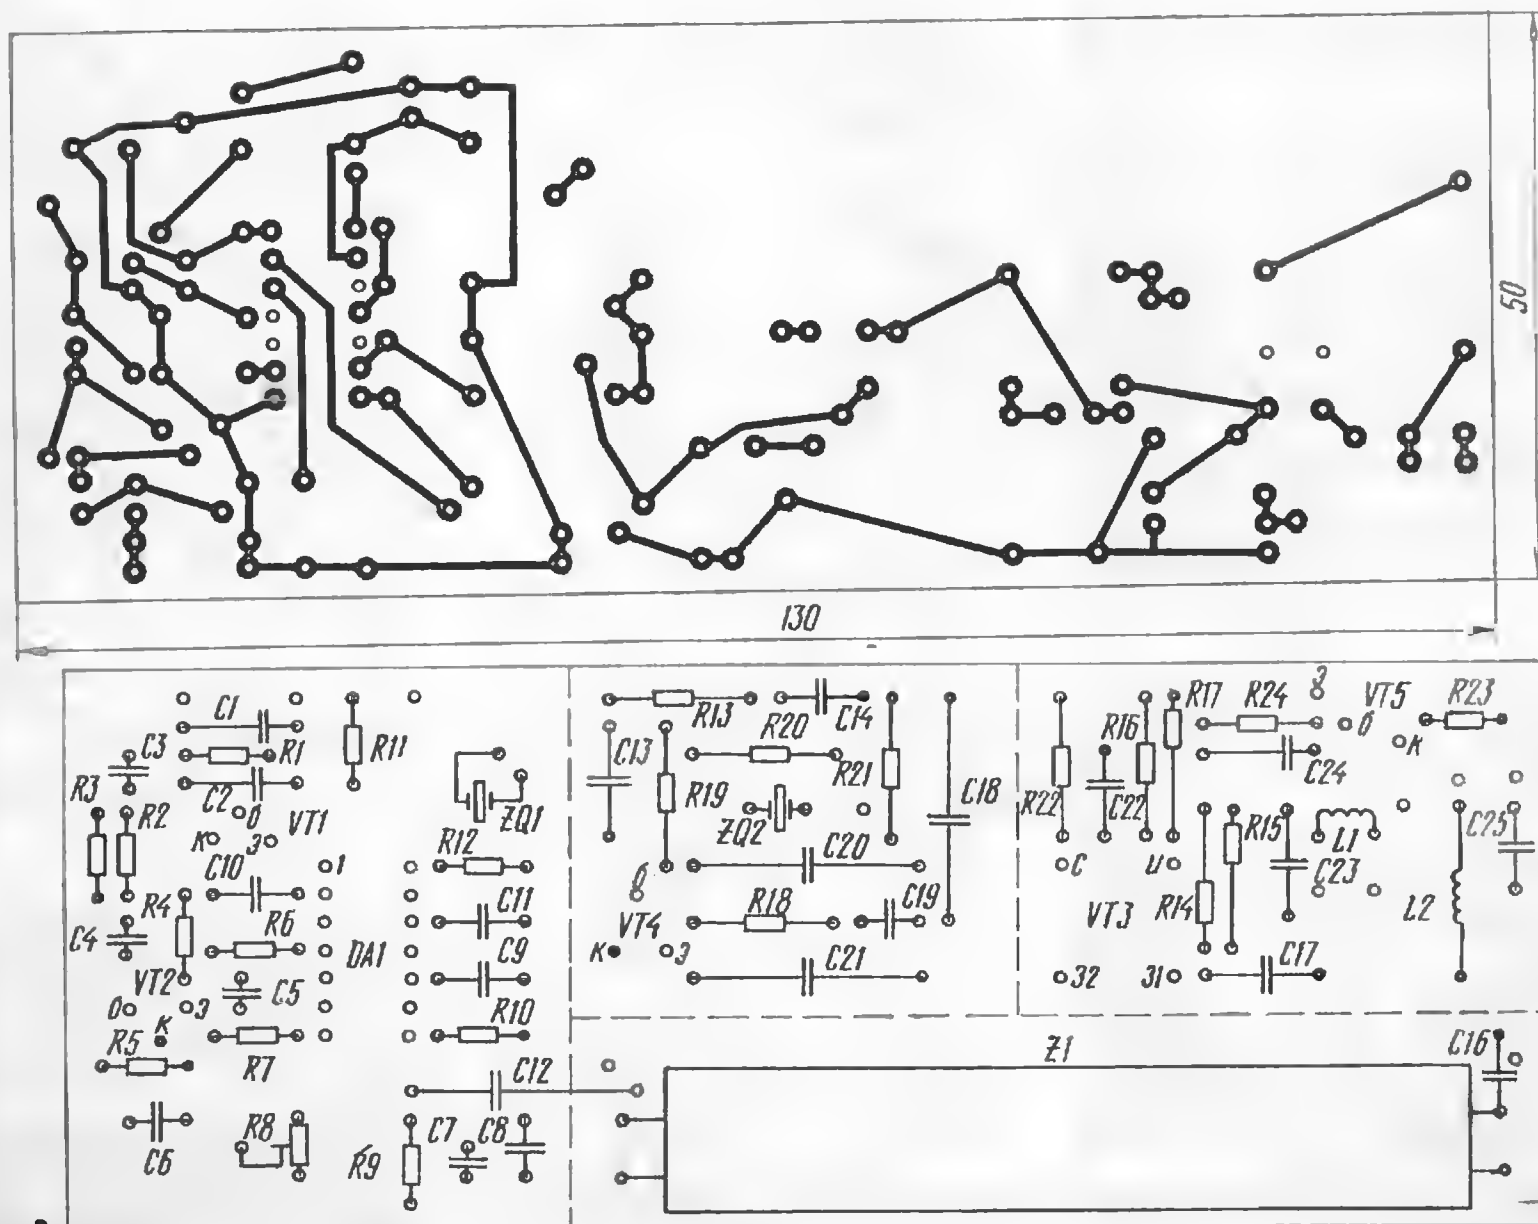 50
130
C1
R17
R24
Э
VT5
R23
R13
C14
R20
б
C3
R1
R11
C13
R16
к
R3
R2
C2
б
VT1
R21
R19
R22
C22
C24
ZQ1
C18
к
Э
R12
ZQ2
C20
R15
L1
C25
C10
1
С
И
C23
R4
C11
б
R18
C19
VT3
R14
L2
C4
R6
VT4
DA1
C9
к
Э
C21
C17
VT2
C5
32
31
б
Э
R10
к
R5
R7
Z1
C16
C12
R8
C7
C8
C6
R9